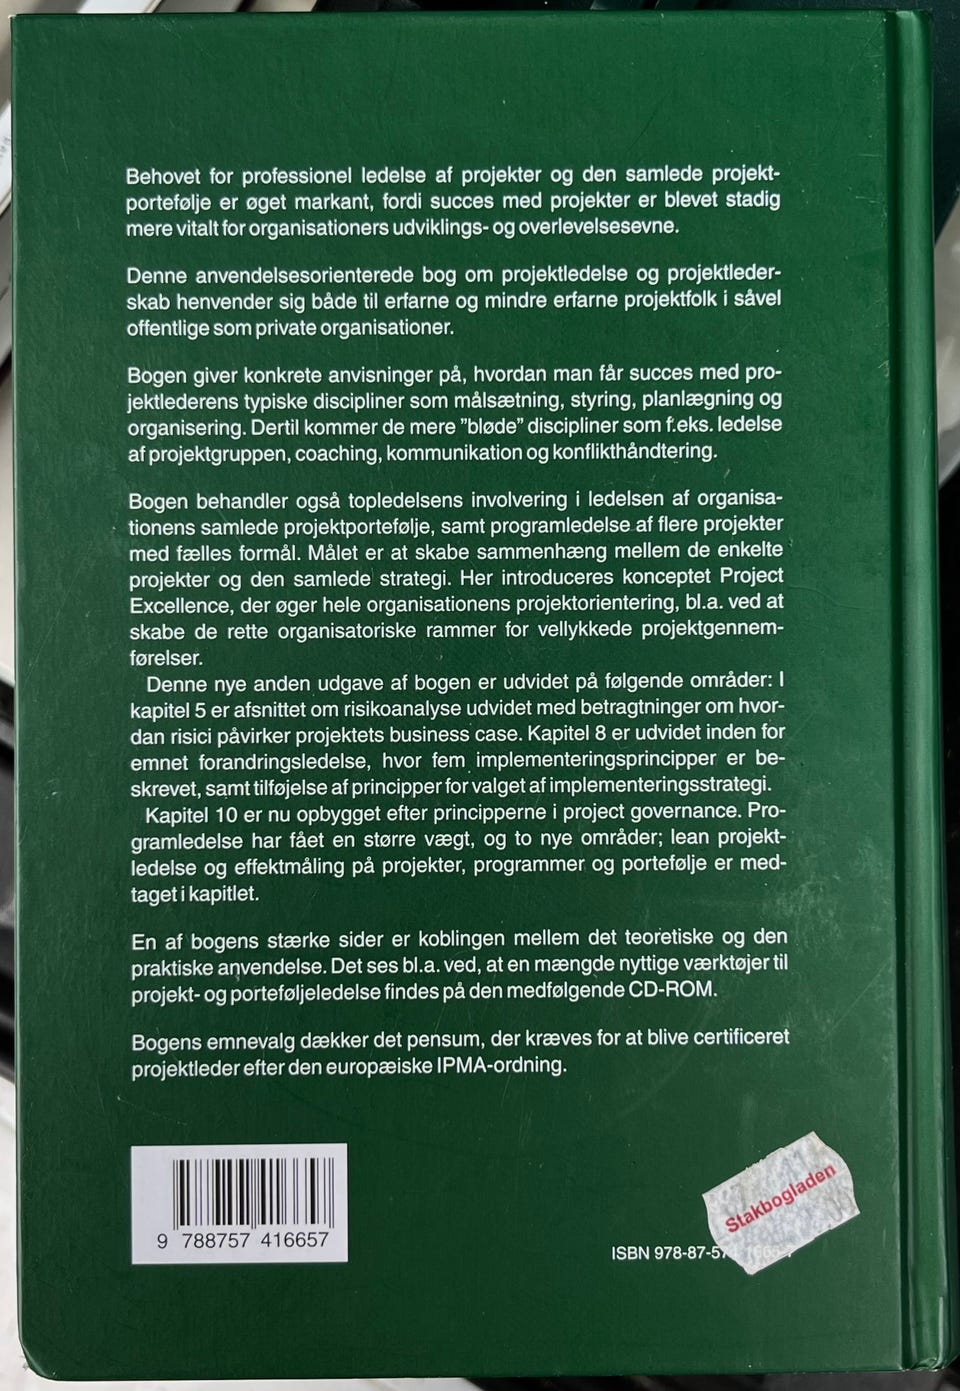 Behovet for professionel ledelse af projekter og den samlede projekt-
portefølje er øget markant, fordi succes med projekter er blevet stadig
mere vitalt for organisationers udviklings- og overlevelsesevne.
Denne anvendelsesorienterede bog om projektledelse og projektleder-
skab henvender sig både til erfarne og mindre erfarne projektfolk i såvel
offentlige som private organisationer.
Bogen giver konkrete anvisninger på, hvordan man får succes med pro-
jektlederens typiske discipliner som målsætning, styring, planlægning og
organisering. Dertil kommer de mere ”bløde” discipliner som f.eks. ledelse
af projektgruppen, coaching, kommunikation og konflikthåndtering.
Bogen behandler også topledelsens involvering i ledelsen af organisa-
tionens samlede projektportefølje, samt programledelse af flere projekter
med fælles formål. Målet er at skabe sammenhæng mellem de enkelte
projekter og den samlede strategi. Her introduceres konceptet Project
Excellence, der øger hele organisationens projektorientering, bl.a. ved at
skabe de rette organisatoriske rammer for vellykkede projektgennem-
førelser.
Denne nye anden udgave af bogen er udvidet på følgende områder: I
kapitel 5 er afsnittet om risikoanalyse udvidet med betragtninger om hvor-
dan risici påvirker projektets business case. Kapitel 8 er udvidet inden for
emnet forandringsledelse, hvor fem implementeringsprincipper er be-
skrevet, samt tilføjelse af principper for valget af implementeringsstrategi.
Kapitel 10 er nu opbygget efter principperne i project governance. Pro-
gramledelse har fået en større vægt, og to nye områder; lean projekt-
ledelse og effektmåling på projekter, programmer og portefølje er med-
taget i kapitlet.
En af bogens stærke sider er koblingen mellem det teoretiske og den
praktiske anvendelse. Det ses bl.a. ved, at en mængde nyttige værktøjer til
projekt- og porteføljeledelse findes på den medfølgende CD-ROM.
Bogens emnevalg dækker det pensum, der kræves for at blive certificeret
projektleder efter den europæiske IPMA-ordning.
9 788757 416657
Stakbogladen
ISBN 978-87-57